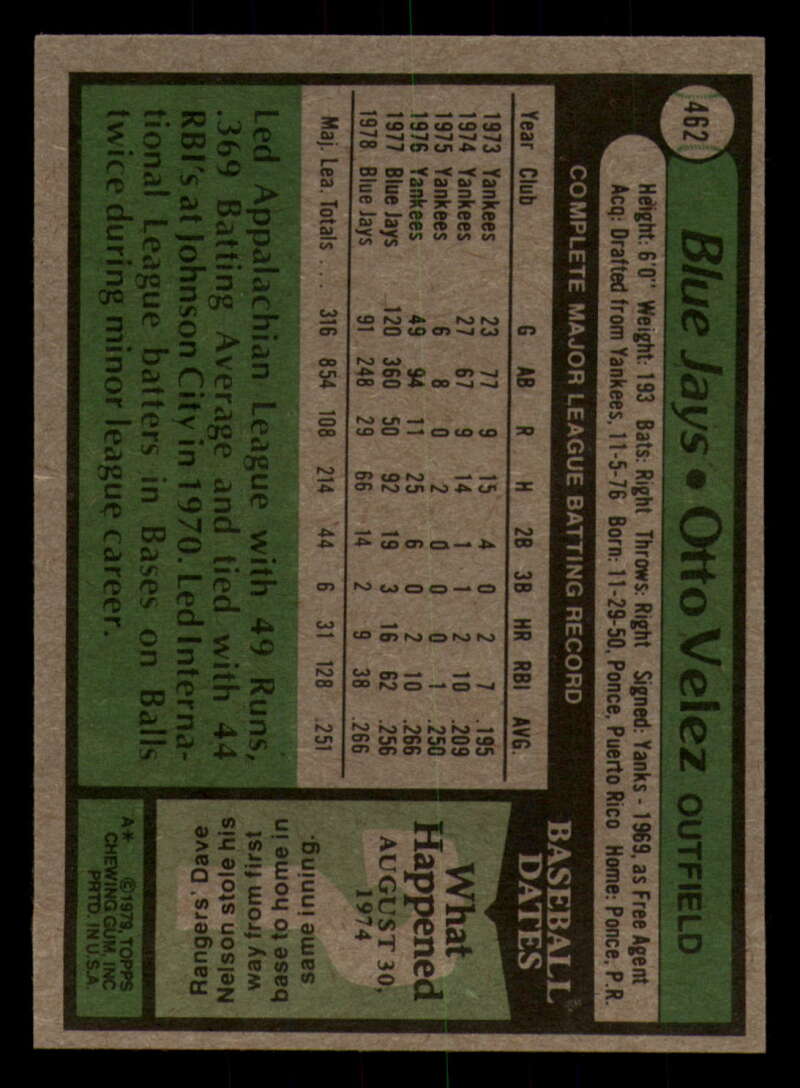 462
Blue Jays • Otto Velez OUTFIELD
Height: 6'0" Weight: 193 Bats: Right Throws: Right Signed: Yanks - 1969, as Free Agent
Acq: Drafted from Yankees, 11-5-76 Born: 11-29-50, Ponce, Puerto Rico Home: Ponce, P.R.
COMPLETE MAJOR LEAGUE BATTING RECORD
Year Club G AB R H 2B 3B HR RBI AVG.
1973 Yankees 23 77 9 15 4 0 2 7 .195
1974 Yankees 27 67 9 14 1 1 2 10 .209
1975 Yankees 6 8 0 2 0 0 0 1 .250
1976 Yankees 49 94 11 25 6 0 2 10 .266
1977 Blue Jays 120 360 50 92 19 3 16 62 .256
1978 Blue Jays 91 248 29 66 14 2 9 38 .266
Maj. Lea. Totals .... 316 854 108 214 44 6 31 128 .251
Led Appalachian League with 49 Runs,
.369 Batting Average and tied with 44
RBI's at Johnson City in 1970. Led Interna-
tional League batters in Bases on Balls
twice during minor league career.
BASEBALL
DATES
What
Happened
AUGUST 30,
1974
Rangers' Dave
Nelson stole his
way from first
base to home in
same inning.
A* ©1979, TOPPS
CHEWING GUM, INC
PRTD. IN U.S.A.